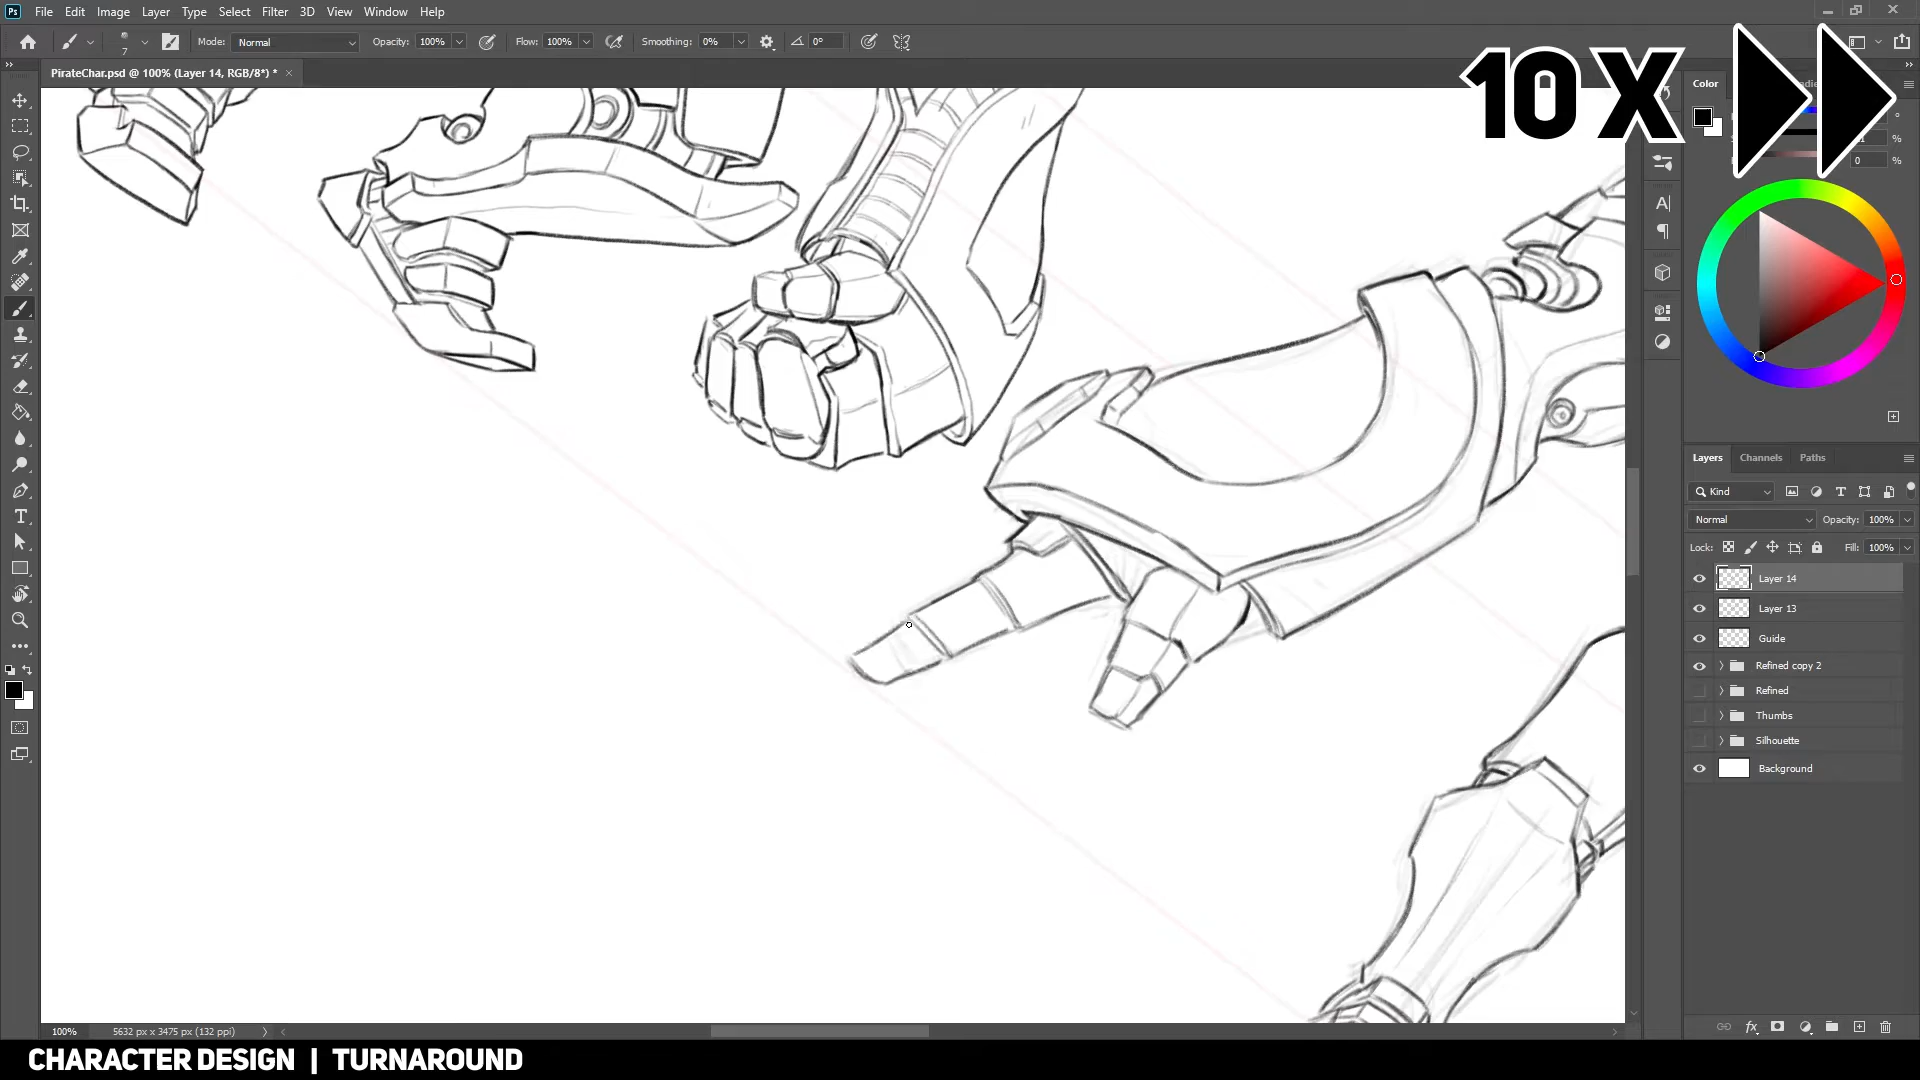 Ps File Edit Image Layer Type Select Filter 3D View Window Help
7 Mode: Normal Opacity: 100% Flow: 100% Smoothing: 0% 0°
10X
PirateChar.psd @ 100% (Layer 14, RGB/8*) *
Color
%
0 %
Layers Channels Paths
Kind
Normal Opacity: 100%
Lock: Fill: 100%
Layer 14
Layer 13
Guide
Refined copy 2
Refined
Thumbs
Silhouette
Background
100% 5632 px x 3475 px (132 ppi)
CHARACTER DESIGN | TURNAROUND